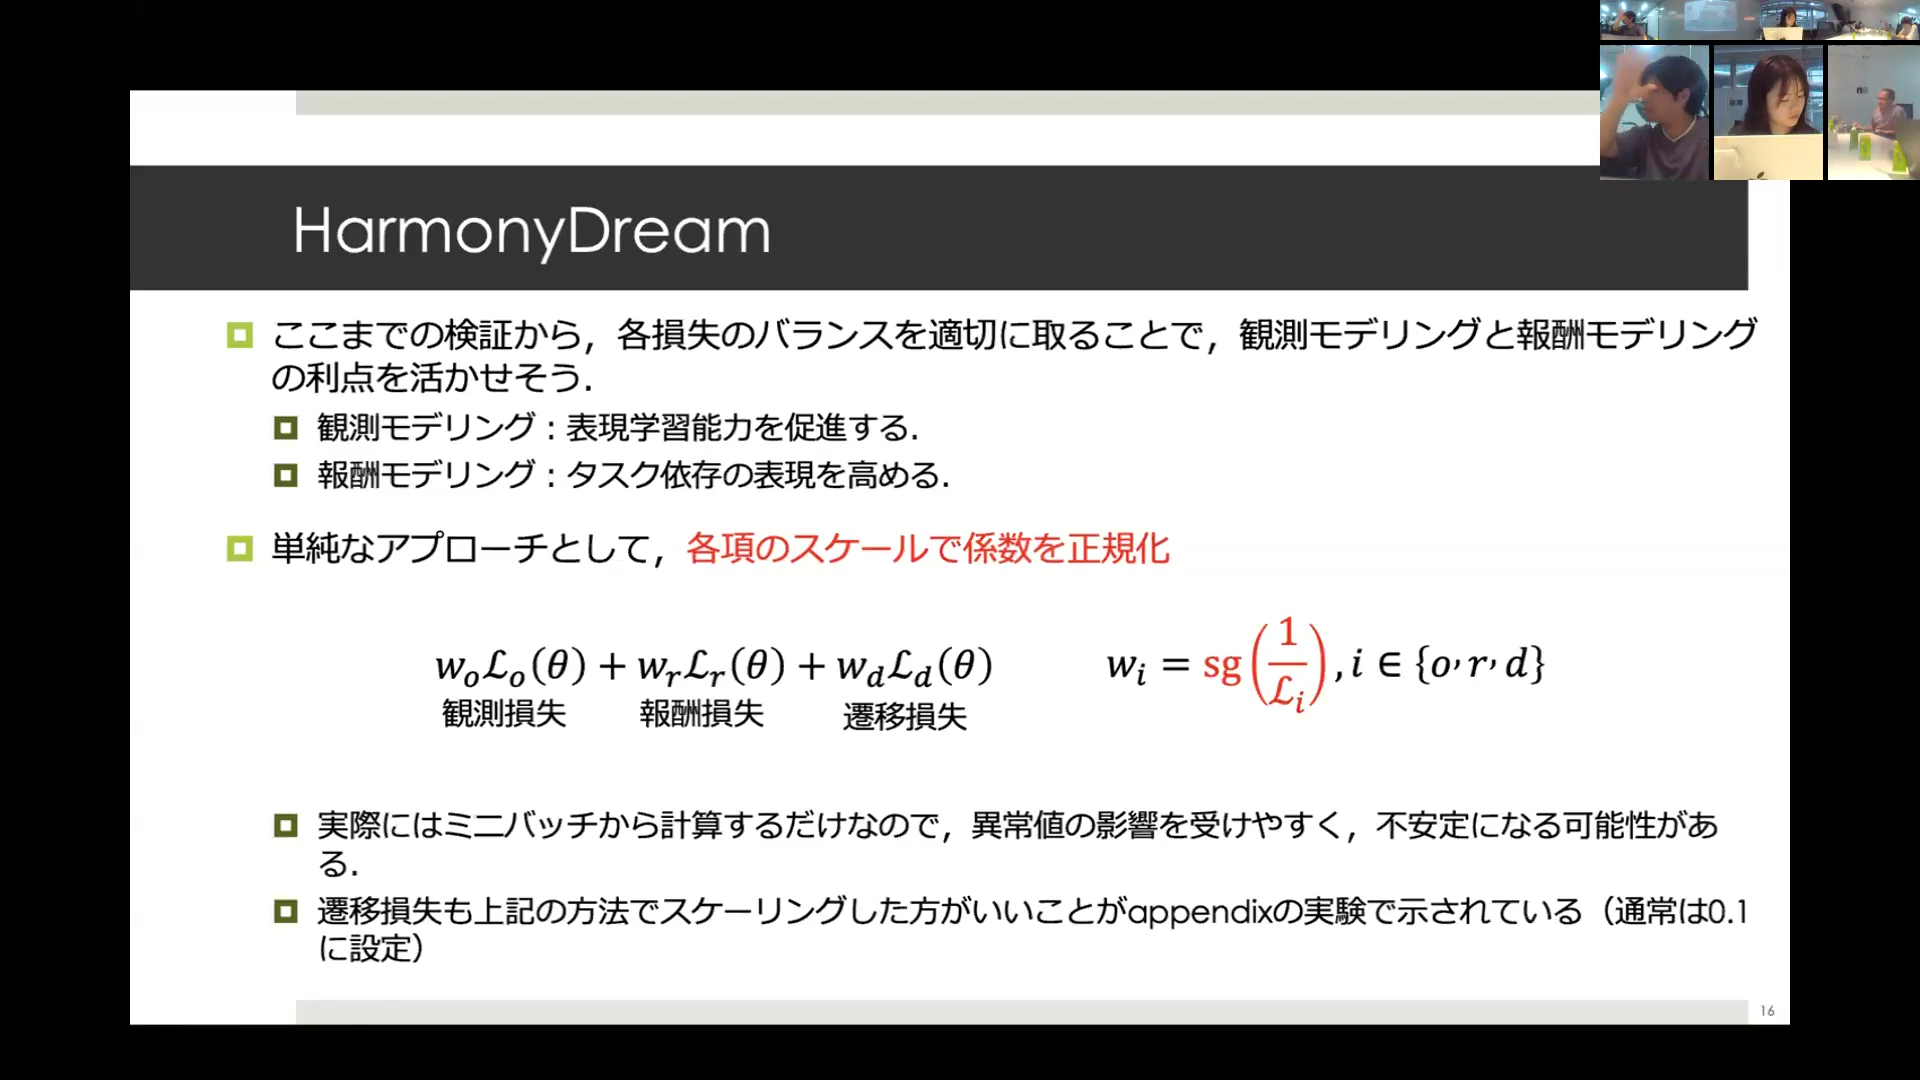 HarmonyDream
ここまでの検証から，各損失のバランスを適切に取ることで，観測モデリングと報酬モデリング
の利点を活かせそう．
観測モデリング：表現学習能力を促進する．
報酬モデリング：タスク依存の表現を高める．
単純なアプローチとして，各項のスケールで係数を正規化
w_o ℒ_o(θ) + w_r ℒ_r(θ) + w_d ℒ_d(θ)
観測損失 報酬損失 遷移損失
w_i = sg(1/ℒ_i), i ∈ {o, r, d}
実際にはミニバッチから計算するだけなので，異常値の影響を受けやすく，不安定になる可能性があ
る．
遷移損失も上記の方法でスケーリングした方がいいことがappendixの実験で示されている（通常は0.1
に設定）
16